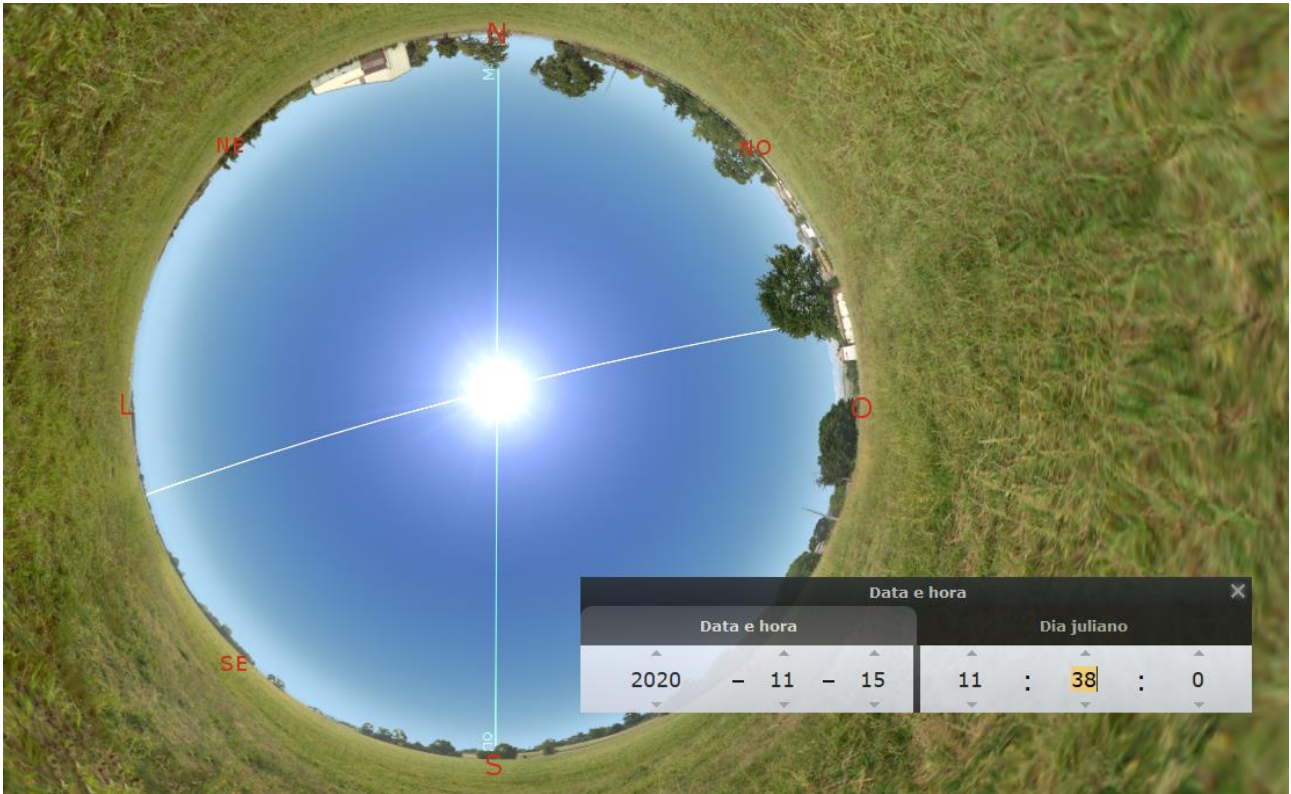 N
M
NE
NO
L
O
SE
S
Data e hora
Data e hora
Dia juliano
2020 – 11 – 15
11 : 38 : 0